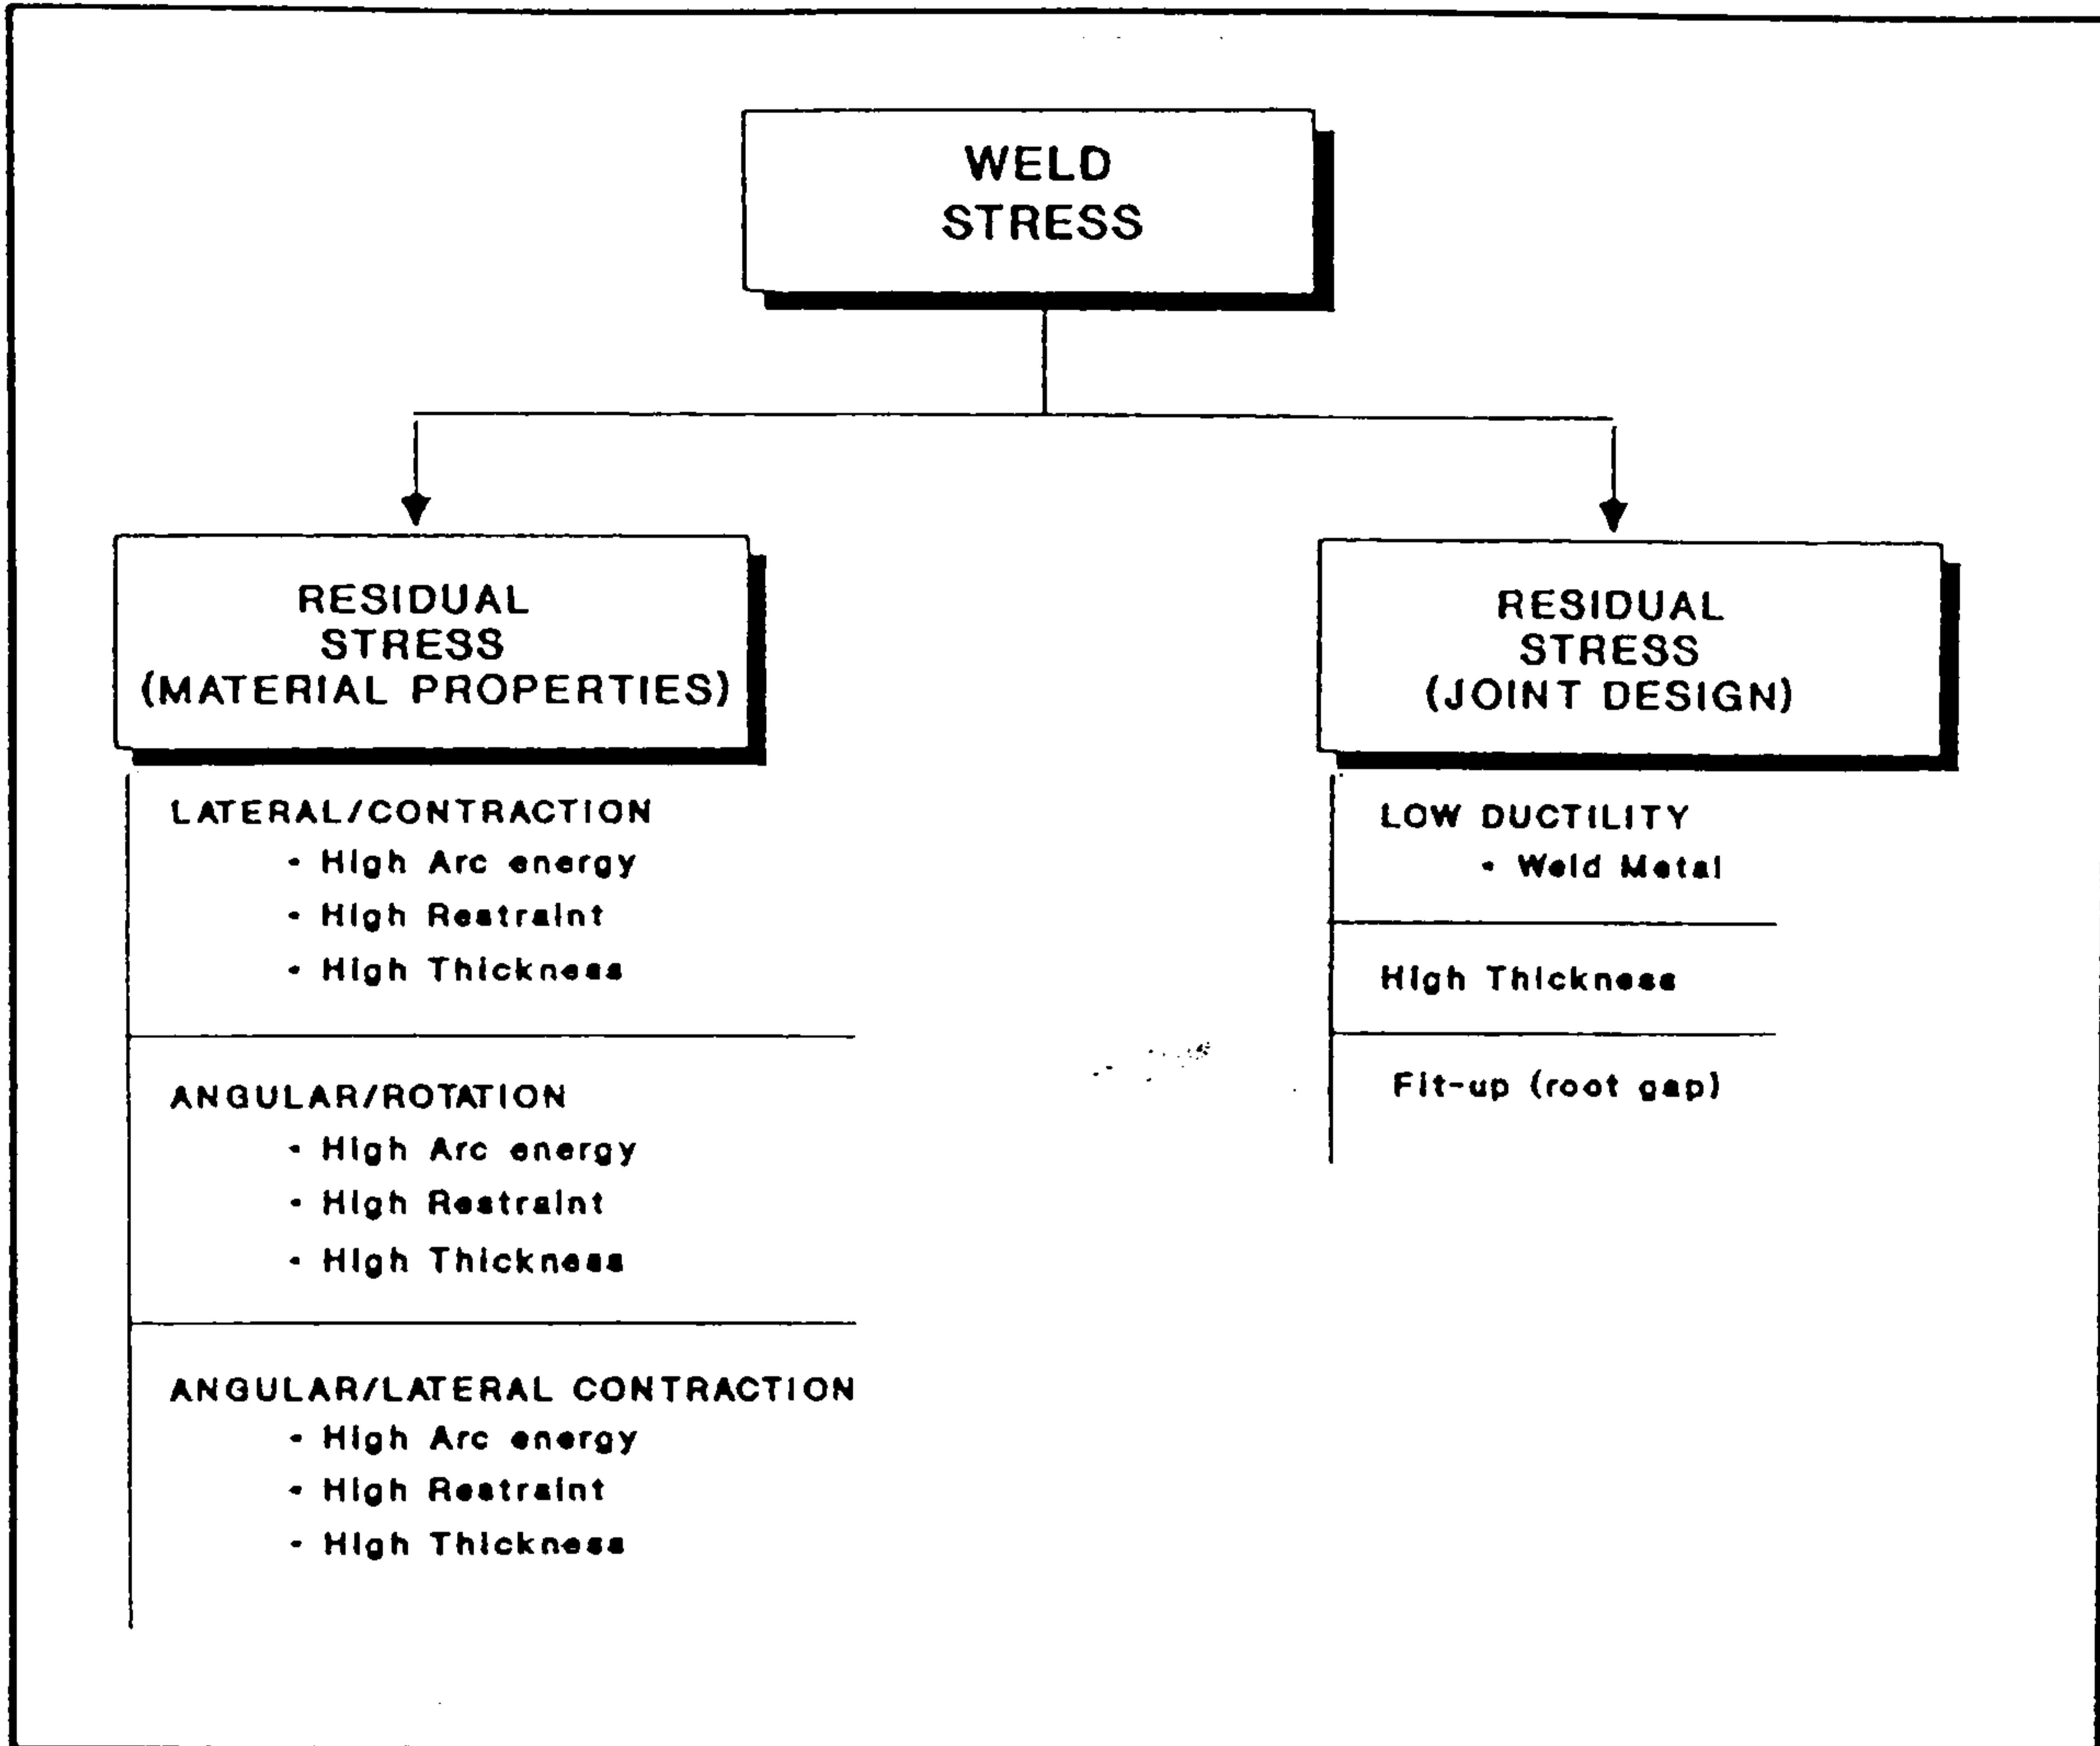 WELD
STRESS
RESIDUAL
STRESS
(MATERIAL PROPERTIES)
LATERAL/CONTRACTION
- High Arc energy
- High Restraint
- High Thickness
ANGULAR/ROTATION
- High Arc energy
- High Restraint
- High Thickness
ANGULAR/LATERAL CONTRACTION
- High Arc energy
- High Restraint
- High Thickness
RESIDUAL
STRESS
(JOINT DESIGN)
LOW DUCTILITY
- Weld Metal
High Thickness
Fit-up (root gap)